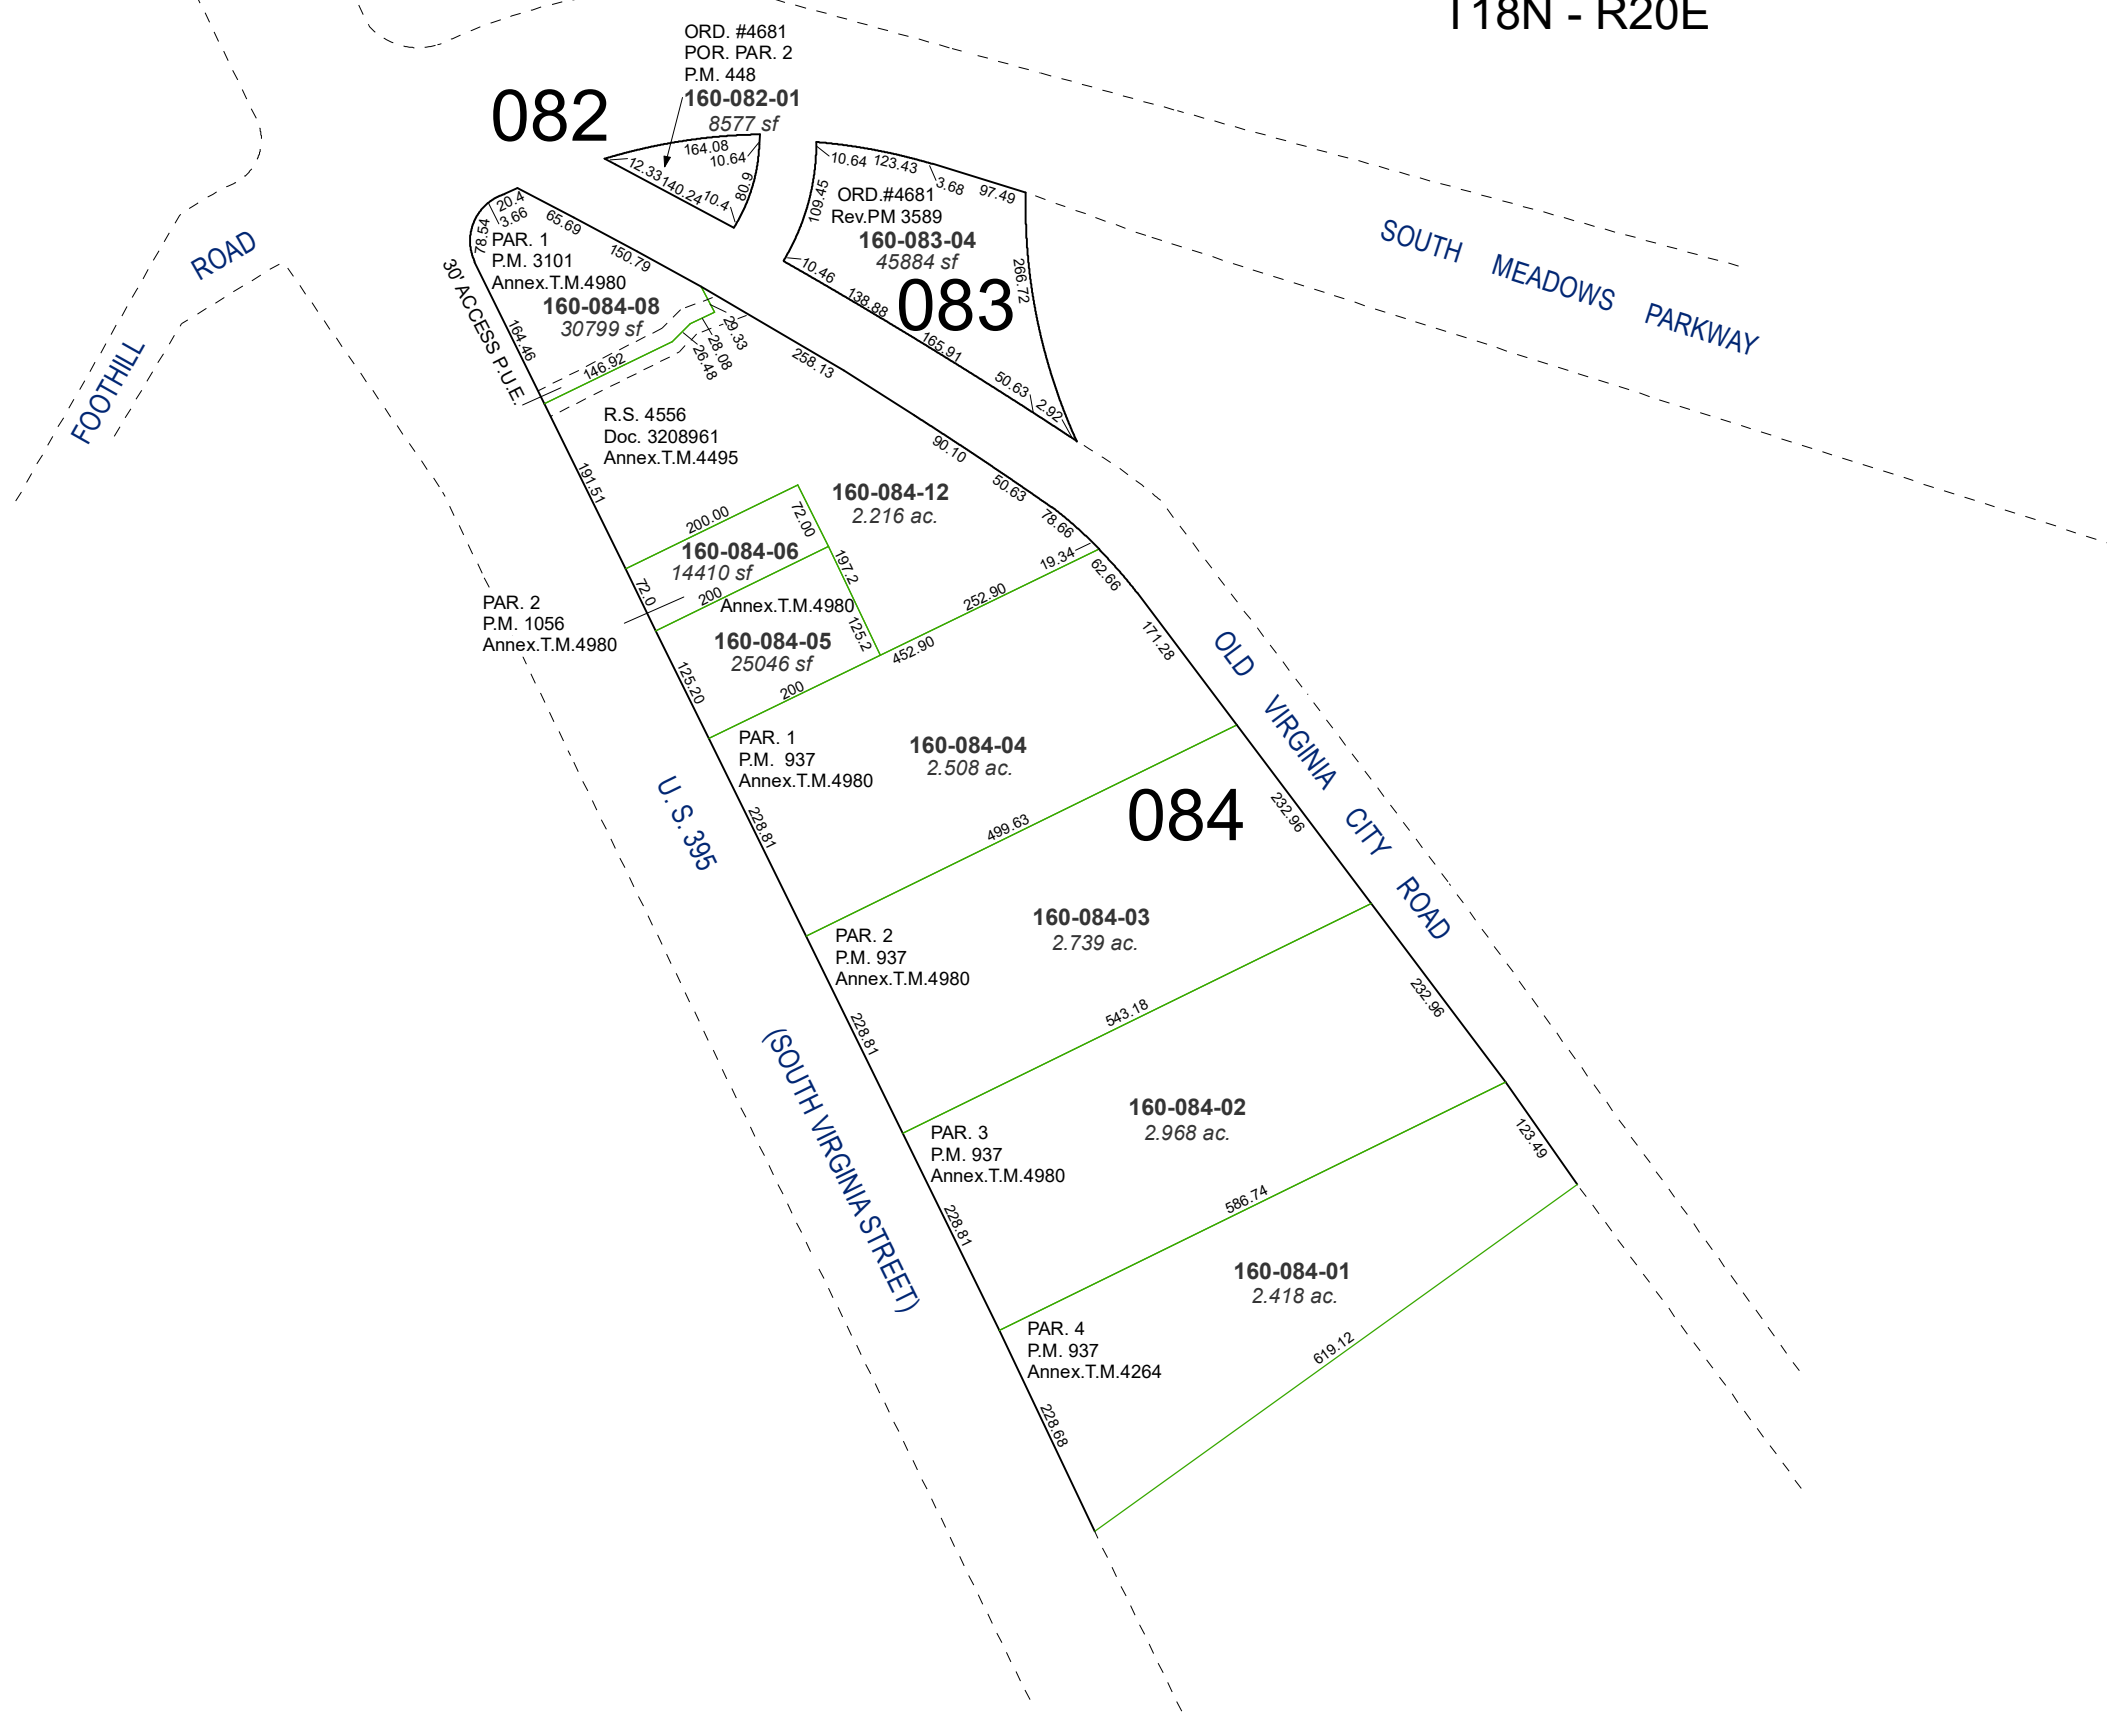 T18N - R20E
ORD. #4681
POR. PAR. 2
P.M. 448
160-082-01
8577 sf
082
164.08
10.64
12.33
140.24
10.4
80.9
10.64
123.43
3.68
97.49
109.45
ORD.#4681
Rev.PM 3589
160-083-04
45884 sf
083
266.72
10.46
138.88
165.91
50.63
2.92
SOUTH MEADOWS PARKWAY
ROAD
FOOTHILL
20.4
3.66
78.54
65.69
150.79
PAR. 1
P.M. 3101
Annex.T.M.4980
160-084-08
30799 sf
30' ACCESS P.U.E.
164.46
146.92
29.33
28.08
26.48
258.13
R.S. 4556
Doc. 3208961
Annex.T.M.4495
191.51
90.10
50.63
78.66
160-084-12
2.216 ac.
200.00
72.00
160-084-06
14410 sf
197.2
72.0
200
19.34
62.66
252.90
PAR. 2
P.M. 1056
Annex.T.M.4980
Annex.T.M.4980
160-084-05
25046 sf
125.2
452.90
125.20
200
171.28
OLD VIRGINIA CITY ROAD
PAR. 1
P.M. 937
Annex.T.M.4980
160-084-04
2.508 ac.
U. S. 395
228.81
499.63
084
232.96
160-084-03
2.739 ac.
PAR. 2
P.M. 937
Annex.T.M.4980
228.81
543.18
232.96
(SOUTH VIRGINIA STREET)
160-084-02
2.968 ac.
PAR. 3
P.M. 937
Annex.T.M.4980
123.49
228.81
586.74
160-084-01
2.418 ac.
PAR. 4
P.M. 937
Annex.T.M.4264
619.12
228.68